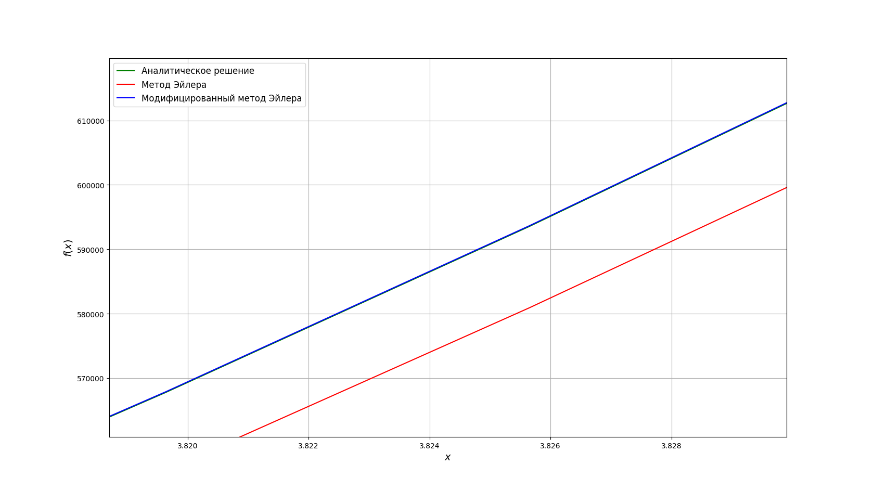 Аналитическое решение
Метод Эйлера
Модифицированный метод Эйлера
610000
600000
590000
580000
570000
f(x)
3.820 3.822 3.824 3.826 3.828
x